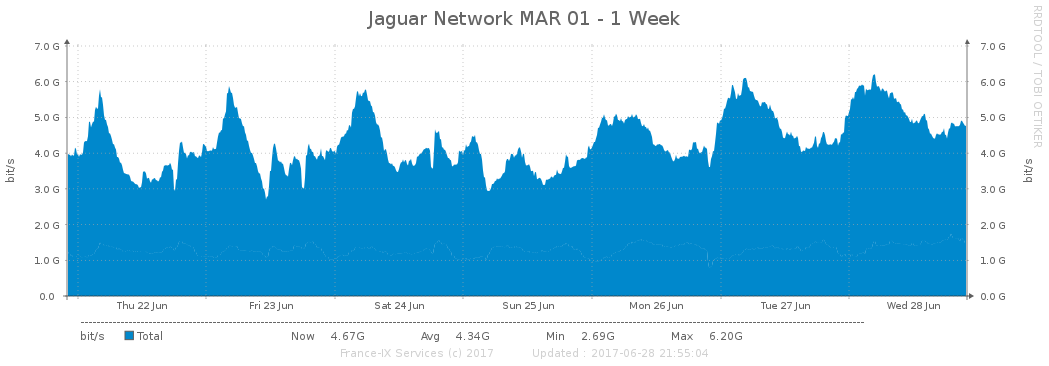 Jaguar Network MAR 01 - 1 Week
RRDTOOL / TOBI OETIKER
7.0 G 7.0 G
6.0 G 6.0 G
5.0 G 5.0 G
4.0 G 4.0 G
bit/s bit/s
3.0 G 3.0 G
2.0 G 2.0 G
1.0 G 1.0 G
0.0 0.0 G
Thu 22 Jun Fri 23 Jun Sat 24 Jun Sun 25 Jun Mon 26 Jun Tue 27 Jun Wed 28 Jun
bit/s Total Now 4.67G Avg 4.34G Min 2.69G Max 6.20G
France-IX Services (c) 2017 Updated : 2017-06-28 21:55:04